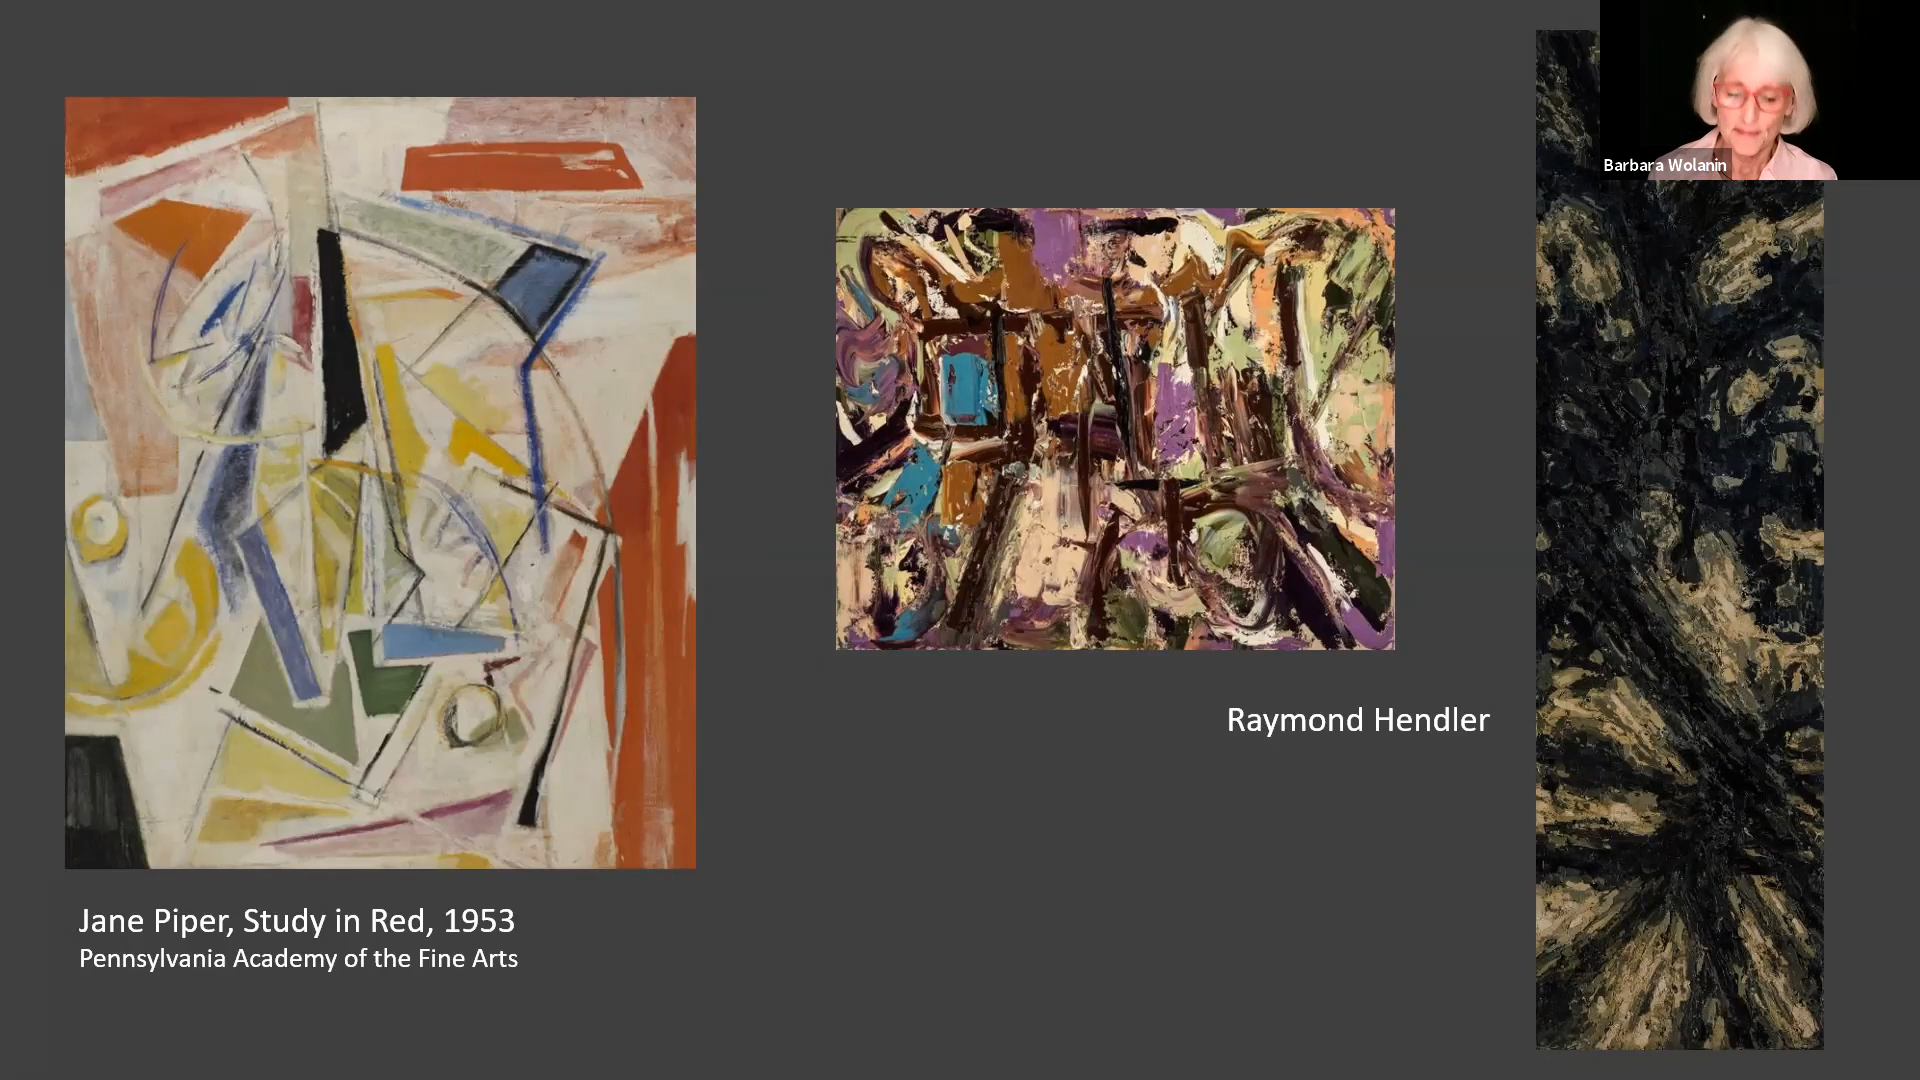 Barbara Wolanin
Raymond Hendler
Jane Piper, Study in Red, 1953
Pennsylvania Academy of the Fine Arts